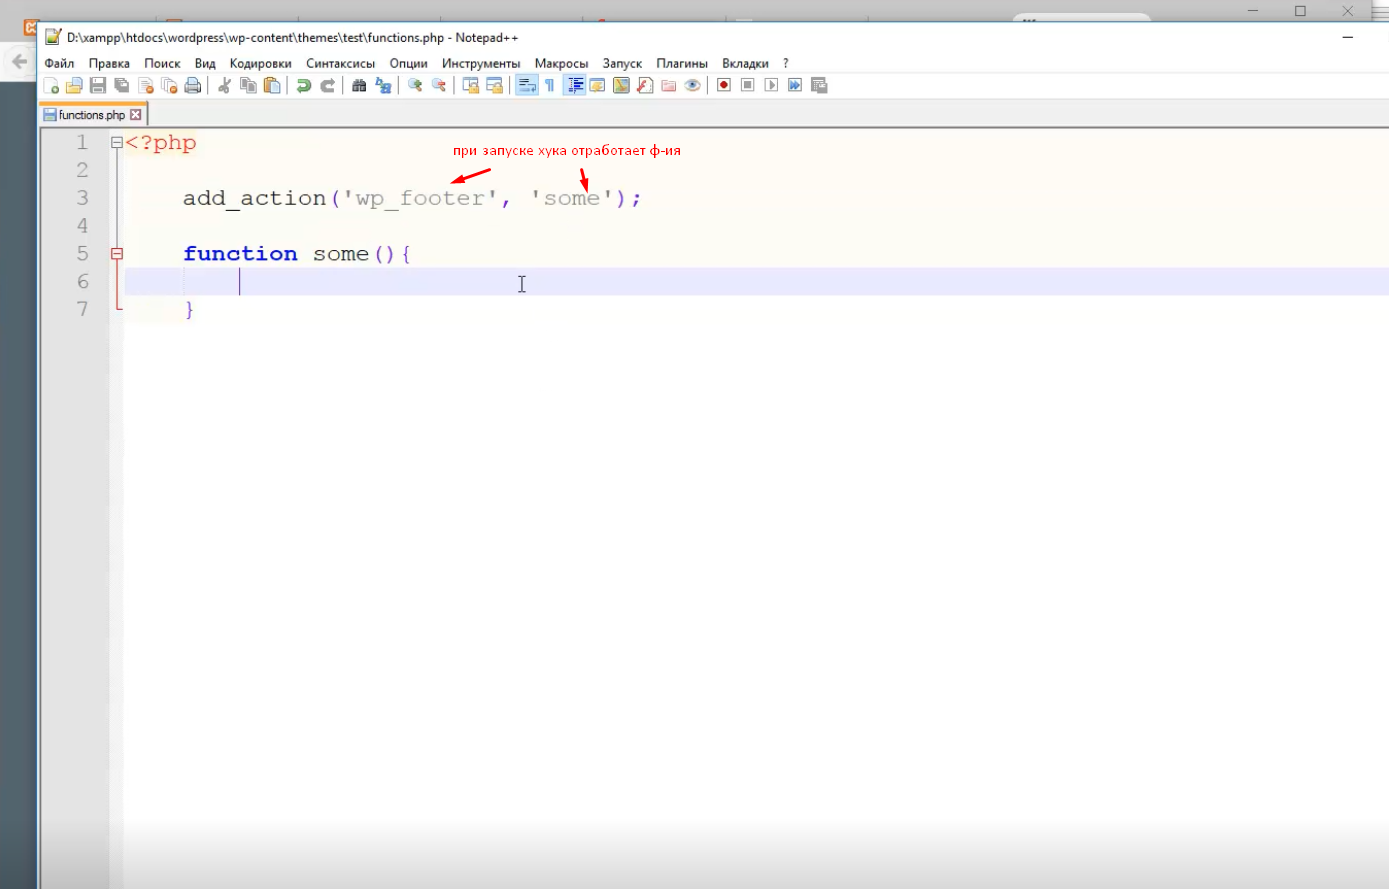 D:\xampp\htdocs\wordpress\wp-content\themes\test\functions.php - Notepad++
Файл Правка Поиск Вид Кодировки Синтаксисы Опции Инструменты Макросы Запуск Плагины Вкладки ?
functions.php
1 <?php
при запуске хука отработает ф-ия
2
3 add_action('wp_footer', 'some');
4
5 function some(){
6
7 }